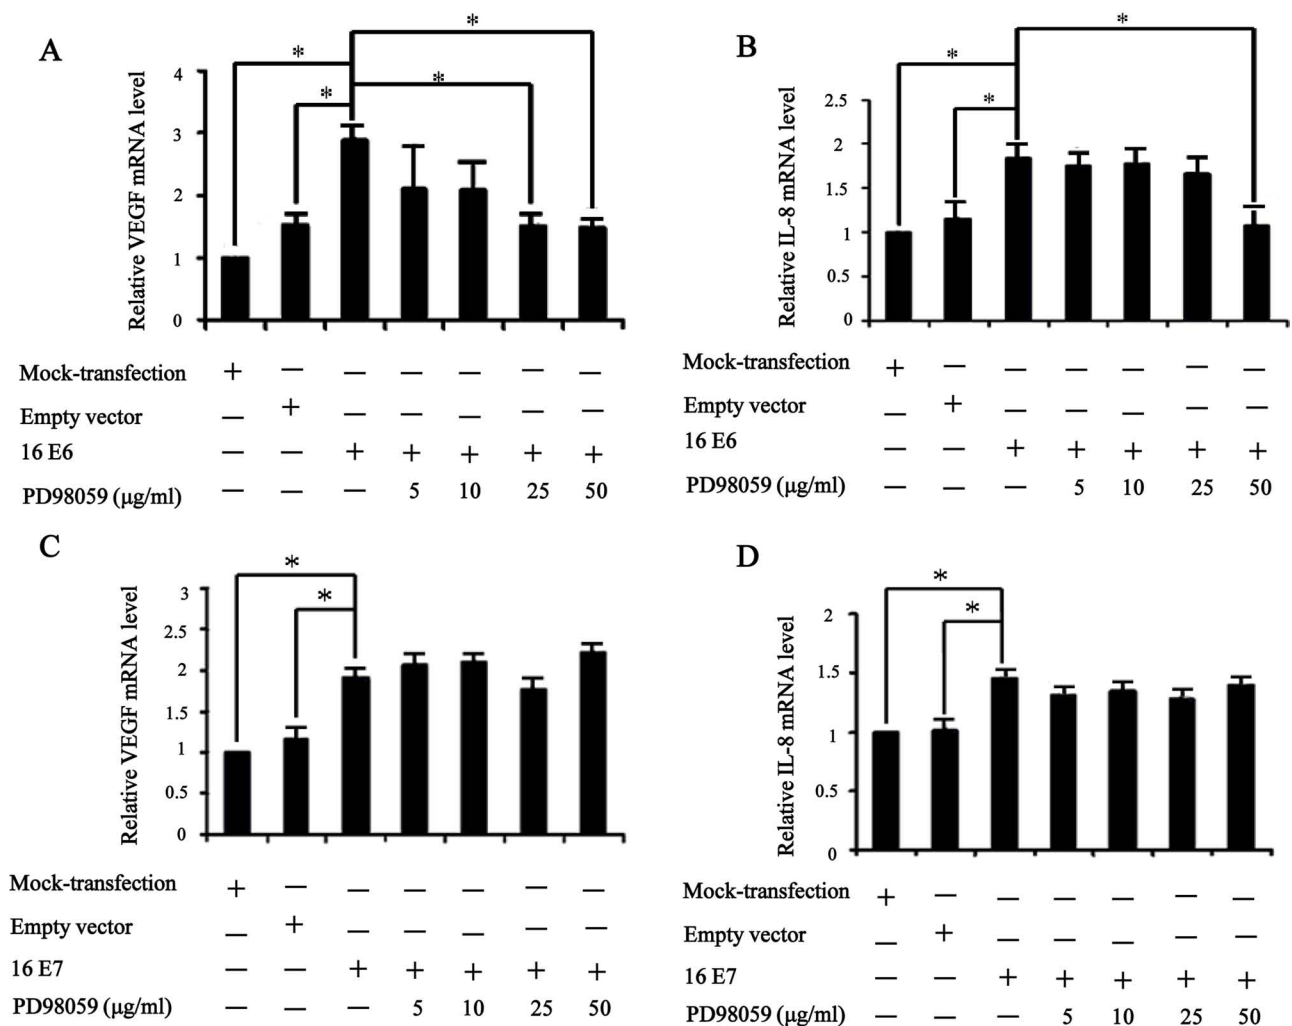 A
Relative VEGF mRNA level
4
3
2
1
0
* * * *
Mock-transfection + — — — — — —
Empty vector — + — — — — —
16 E6 — — + + + + +
PD98059 (μg/ml) — — — 5 10 25 50
B
Relative IL-8 mRNA level
2.5
2
1.5
1
0.5
0
* * *
Mock-transfection + — — — — — —
Empty vector — + — — — — —
16 E6 — — + + + + +
PD98059 (μg/ml) — — — 5 10 25 50
C
Relative VEGF mRNA level
3
2.5
2
1.5
1
0.5
0
* *
Mock-transfection + — — — — — —
Empty vector — + — — — — —
16 E7 — — + + + + +
PD98059 (μg/ml) — — — 5 10 25 50
D
Relative IL-8 mRNA level
2
1.5
1
0.5
0
* *
Mock-transfection + — — — — — —
Empty vector — + — — — — —
16 E7 — — + + + + +
PD98059 (μg/ml) — — — 5 10 25 50